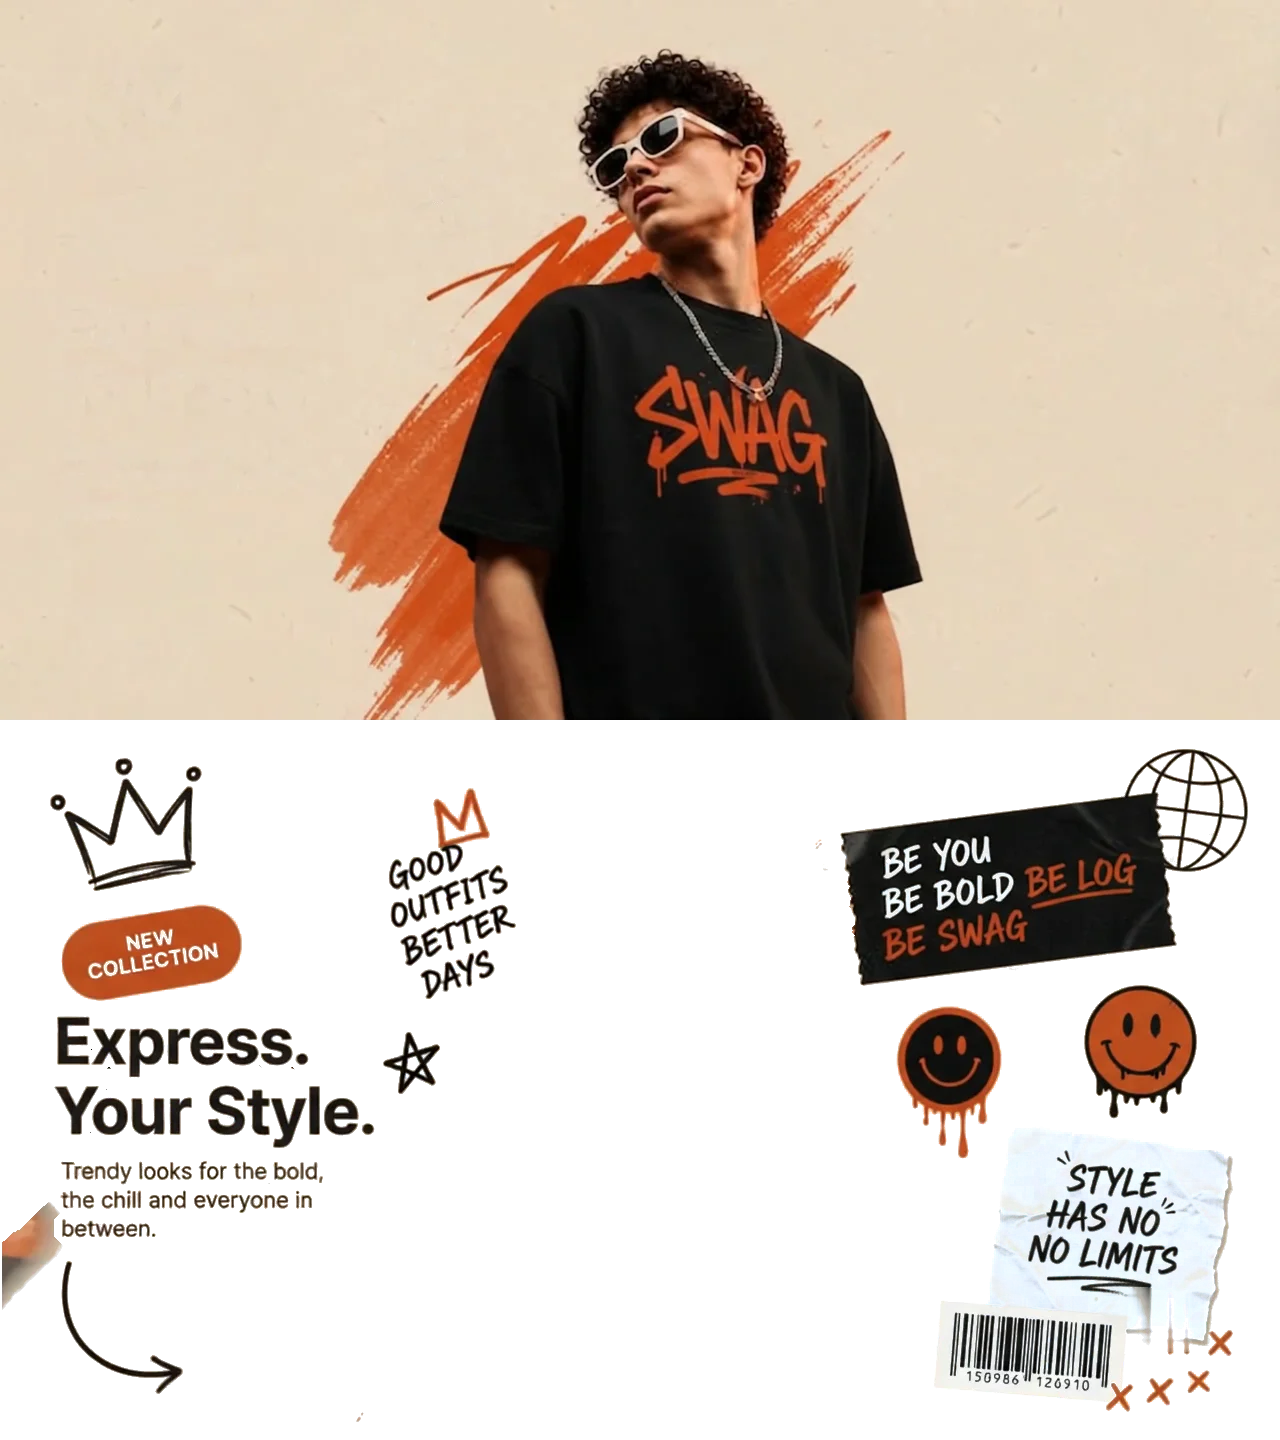 SWAG
GOOD
OUTFITS
BETTER
DAYS
NEW
COLLECTION
Express.
Your Style.
Trendy looks for the bold,
the chill and everyone in
between.
BE YOU
BE BOLD BE LOG
BE SWAG
STYLE
HAS NO
NO LIMITS
150986 126910